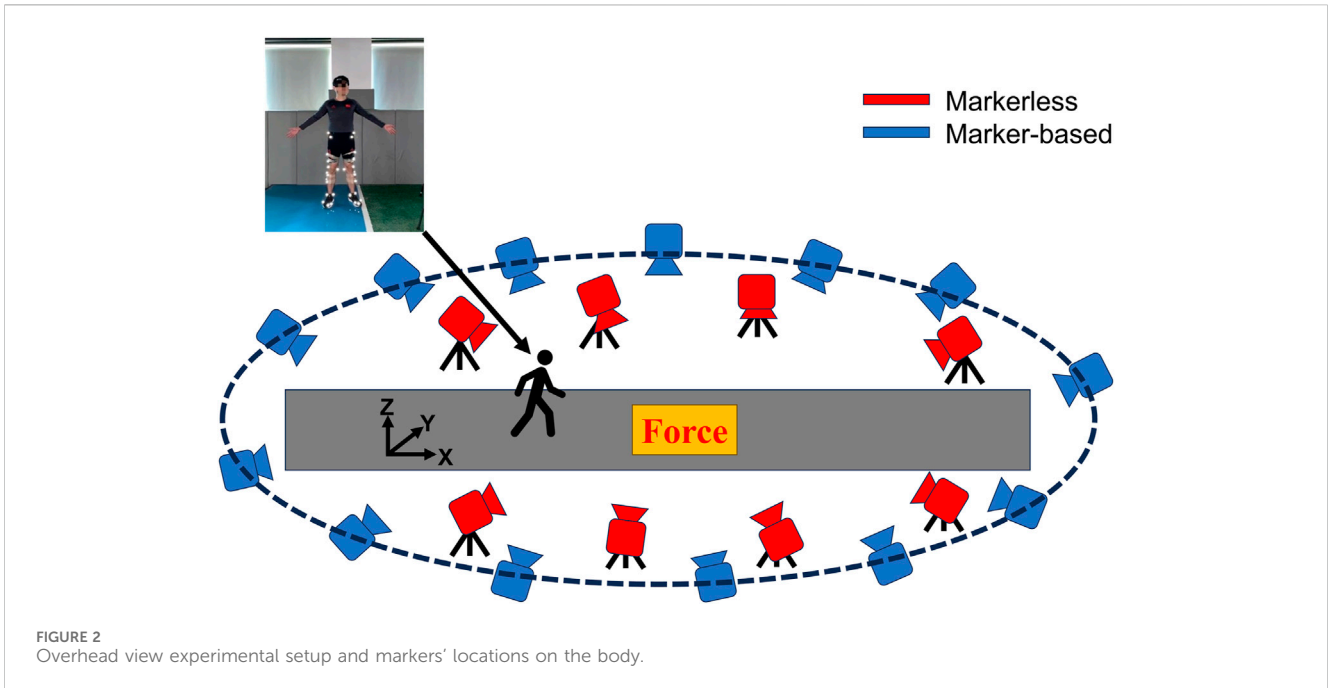 Markerless
Marker-based
Z
Y
X
Force
FIGURE 2
Overhead view experimental setup and markers’ locations on the body.